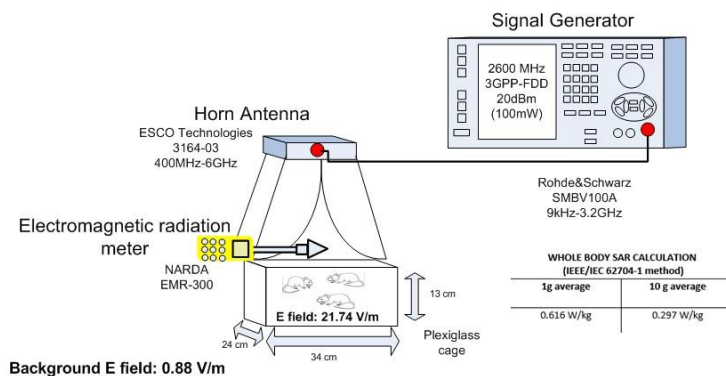 Signal Generator
2600 MHz
3GPP-FDD
20dBm
(100mW)
Horn Antenna
ESCO Technologies
3164-03
400MHz-6GHz
Rohde&Schwarz
SMBV100A
9kHz-3.2GHz
Electromagnetic radiation
meter
NARDA
EMR-300
E field: 21.74 V/m
13 cm
24 cm
34 cm
Plexiglass
cage
WHOLE BODY SAR CALCULATION
(IEEE/IEC 62704-1 method)
1g average
10 g average
0.616 W/kg
0.297 W/kg
Background E field: 0.88 V/m